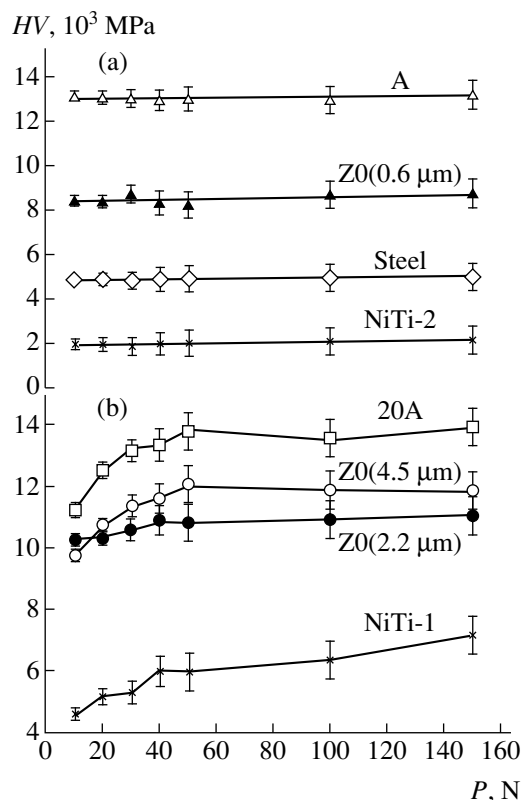 HV, 10³ MPa
(a)
14
A
12
10
Z0(0.6 μm)
8
6
Steel
4
NiTi-2
2
0
(b)
20A
14
Z0(4.5 μm)
12
10
Z0(2.2 μm)
8
NiTi-1
6
4
0 20 40 60 80 100 120 140 160
P, N